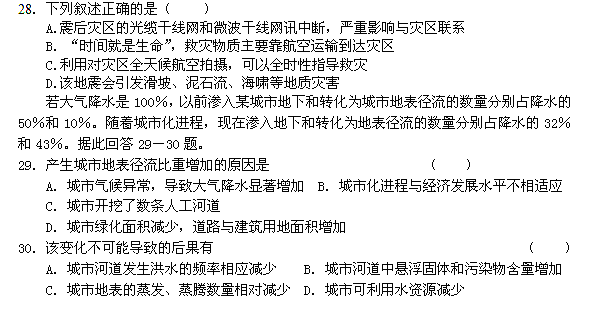 28. 下列叙述正确的是（    ）
A.震后灾区的光缆干线网和微波干线网讯中断，严重影响与灾区联系
B. “时间就是生命”，救灾物质主要靠航空运输到达灾区
C.利用对灾区全天候航空拍摄，可以全时性指导救灾
D.该地震会引发滑坡、泥石流、海啸等地质灾害
若大气降水是 100%，以前渗入某城市地下和转化为城市地表径流的数量分别占降水的
50%和 10%。随着城市化进程，现在渗入地下和转化为地表径流的数量分别占降水的 32%
和 43%。据此回答 29—30 题。
29. 产生城市地表径流比重增加的原因是 （    ）
A. 城市气候异常，导致大气降水显著增加 B. 城市化进程与经济发展水平不相适应
C. 城市开挖了数条人工河道
D. 城市绿化面积减少，道路与建筑用地面积增加
30. 该变化不可能导致的后果有 （    ）
A. 城市河道发生洪水的频率相应减少 B. 城市河道中悬浮固体和污染物含量增加
C. 城市地表的蒸发、蒸腾数量相对减少 D. 城市可利用水资源减少